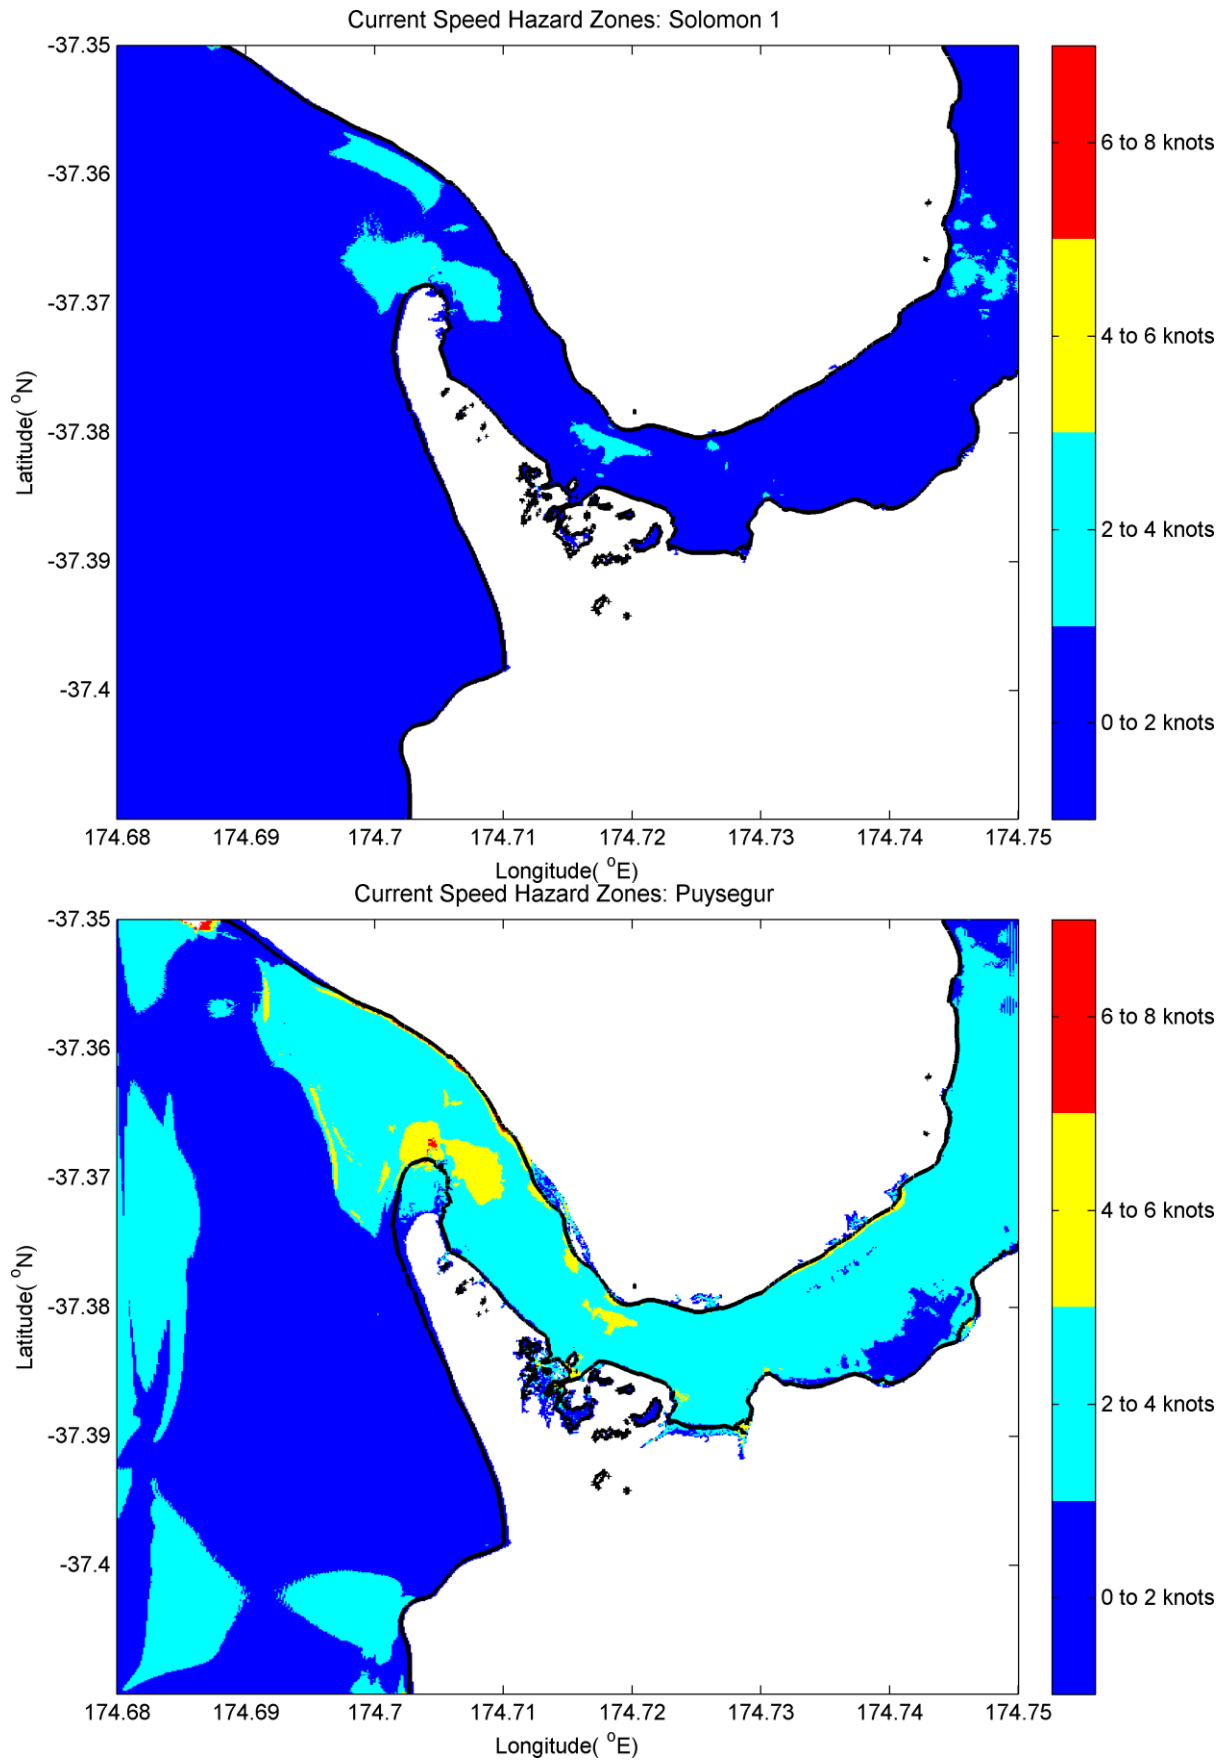 Current Speed Hazard Zones: Solomon 1
-37.35
-37.36
-37.37
-37.38
-37.39
-37.4
Latitude( °N)
174.68 174.69 174.7 174.71 174.72 174.73 174.74 174.75
Longitude( °E)
6 to 8 knots
4 to 6 knots
2 to 4 knots
0 to 2 knots
Current Speed Hazard Zones: Puysegur
-37.35
-37.36
-37.37
-37.38
-37.39
-37.4
Latitude( °N)
174.68 174.69 174.7 174.71 174.72 174.73 174.74 174.75
Longitude( °E)
6 to 8 knots
4 to 6 knots
2 to 4 knots
0 to 2 knots